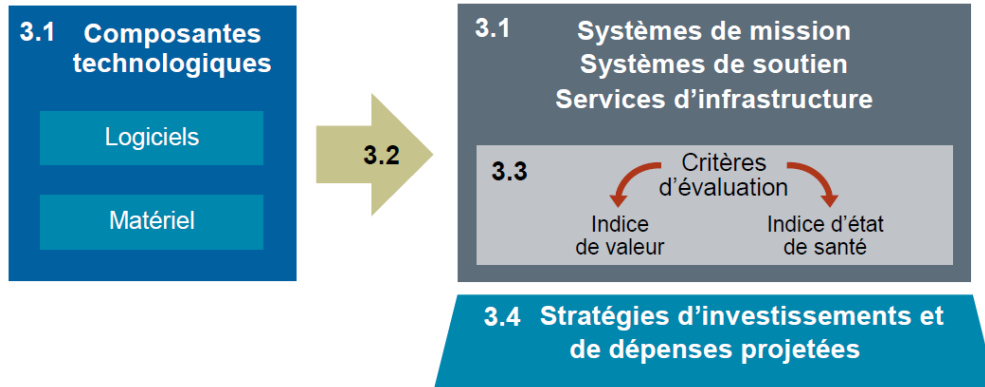 3.1 Composantes
technologiques
Logiciels
Matériel
3.2
3.1 Systèmes de mission
Systèmes de soutien
Services d’infrastructure
3.3 Critères
d’évaluation
Indice
de valeur
Indice d’état
de santé
3.4 Stratégies d’investissements et
de dépenses projetées